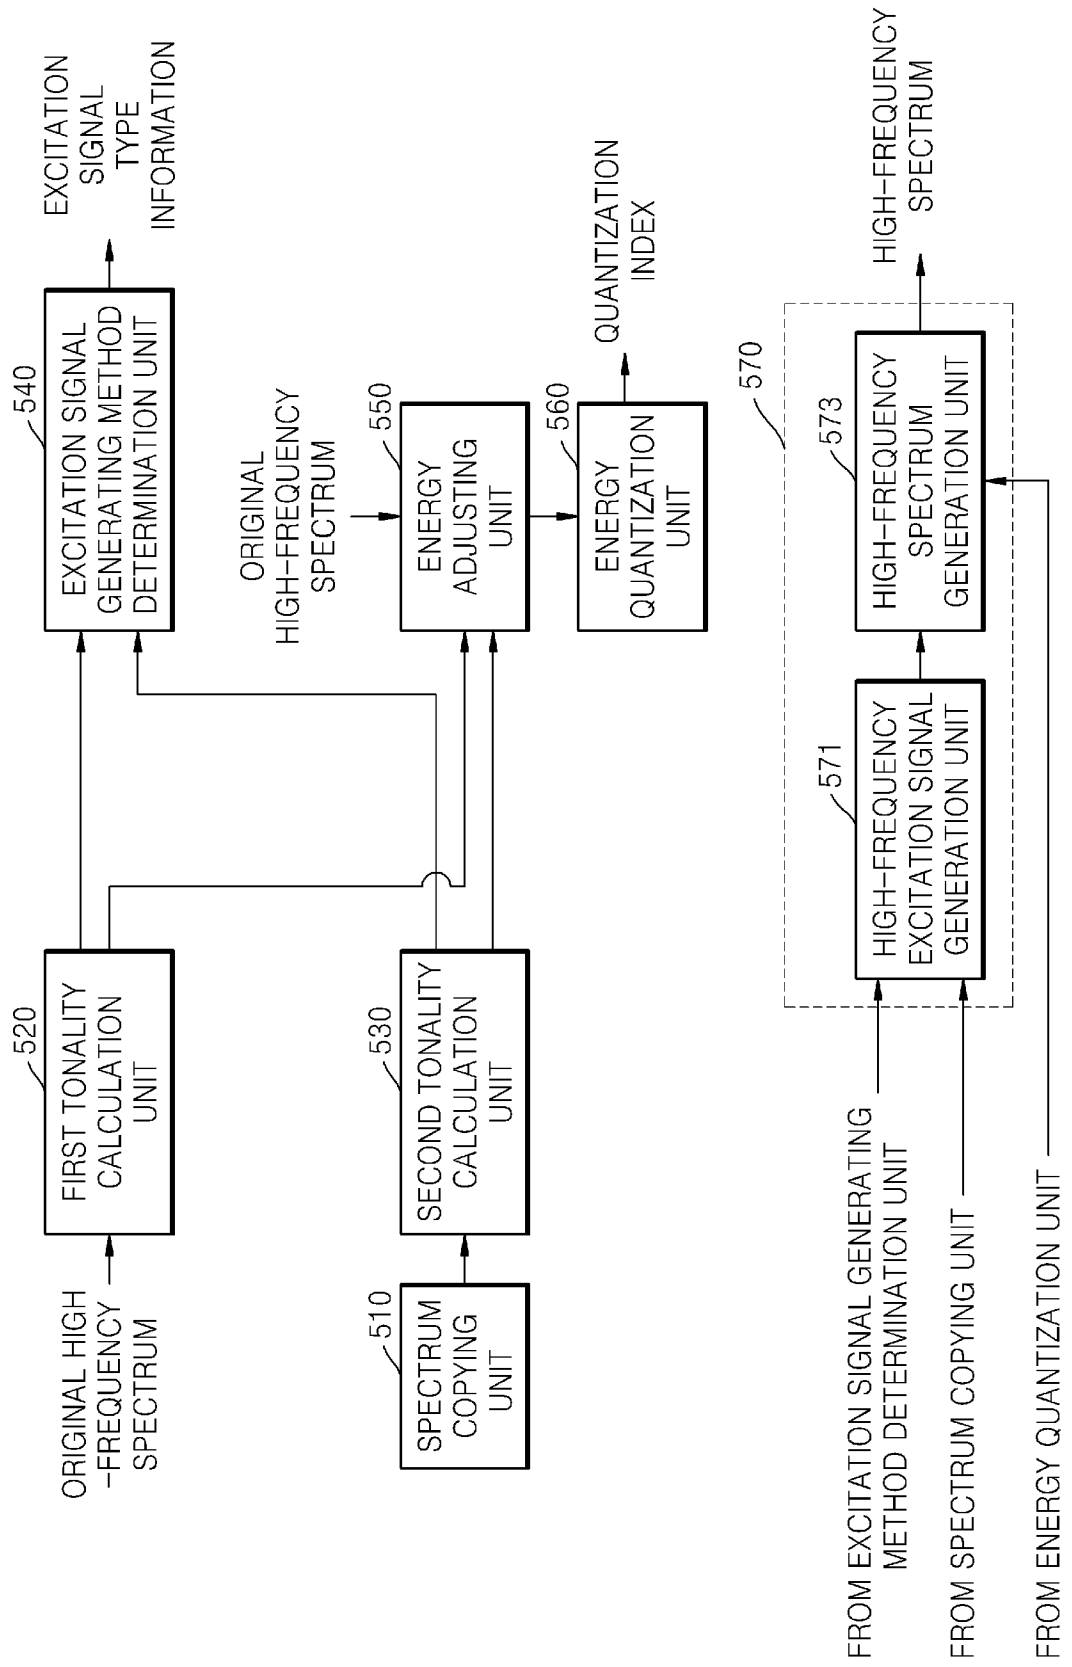 ORIGINAL HIGH
-FREQUENCY
SPECTRUM
520
FIRST TONALITY
CALCULATION
UNIT
540
EXCITATION SIGNAL
GENERATING METHOD
DETERMINATION UNIT
EXCITATION
SIGNAL
TYPE
INFORMATION
ORIGINAL
HIGH-FREQUENCY
SPECTRUM
510
SPECTRUM
COPYING
UNIT
530
SECOND TONALITY
CALCULATION
UNIT
550
ENERGY
ADJUSTING
UNIT
560
ENERGY
QUANTIZATION
UNIT
QUANTIZATION
INDEX
570
571
HIGH-FREQUENCY
EXCITATION SIGNAL
GENERATION UNIT
573
HIGH-FREQUENCY
SPECTRUM
GENERATION UNIT
HIGH-FREQUENCY
SPECTRUM
FROM EXCITATION SIGNAL GENERATING
METHOD DETERMINATION UNIT
FROM SPECTRUM COPYING UNIT
FROM ENERGY QUANTIZATION UNIT